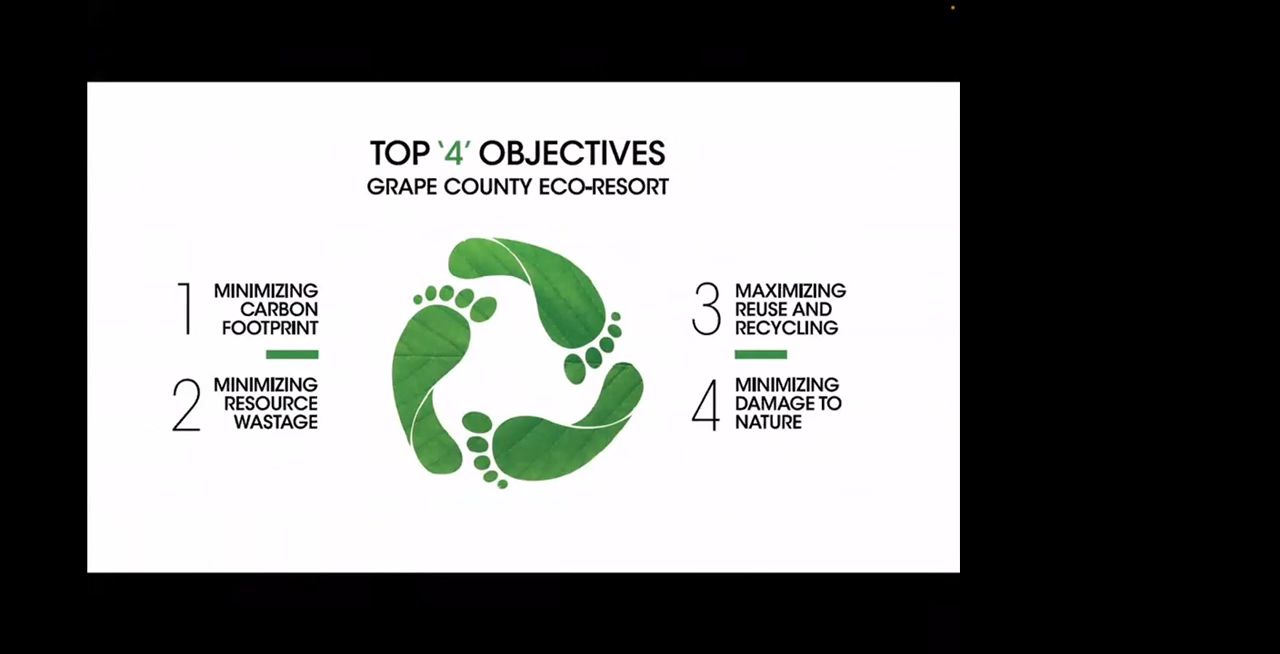 TOP ‘4’ OBJECTIVES
GRAPE COUNTY ECO-RESORT
1 MINIMIZING
CARBON
FOOTPRINT
2 MINIMIZING
RESOURCE
WASTAGE
3 MAXIMIZING
REUSE AND
RECYCLING
4 MINIMIZING
DAMAGE TO
NATURE